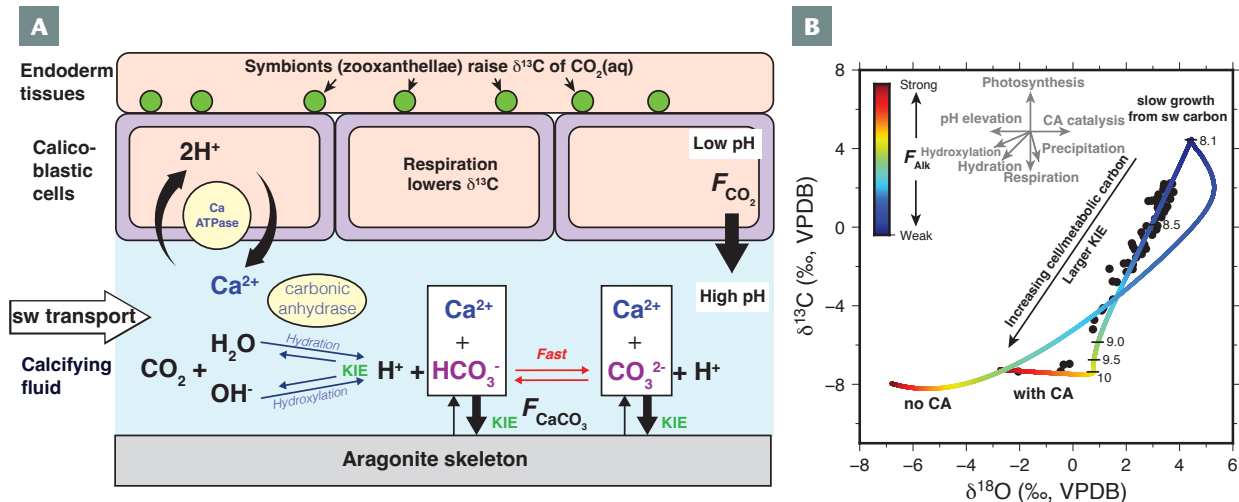 A
Endoderm
tissues
Symbionts (zooxanthellae) raise δ¹³C of CO₂(aq)
Calico-
blastic
cells
2H⁺
Ca
ATPase
Respiration
lowers δ¹³C
Low pH
F_CO₂
High pH
Ca²⁺
carbonic
anhydrase
sw transport
Calcifying
fluid
CO₂ +
H₂O
OH⁻
Hydration
KIE
Hydroxylation
H⁺ +
Ca²⁺
+
HCO₃⁻
Fast
Ca²⁺
+
CO₃²⁻
+ H⁺
KIE
F_CaCO₃
KIE
Aragonite skeleton
B
δ¹³C (‰, VPDB)
8
4
0
−4
−8
Strong
F_Alk
Weak
Photosynthesis
pH elevation
CA catalysis
Hydroxylation
Precipitation
Hydration
Respiration
slow growth
from sw carbon
8.1
8.5
9.0
9.5
10
Increasing cell/metabolic carbon
Larger KIE
no CA
with CA
−8 −6 −4 −2 0 2 4 6
δ¹⁸O (‰, VPDB)